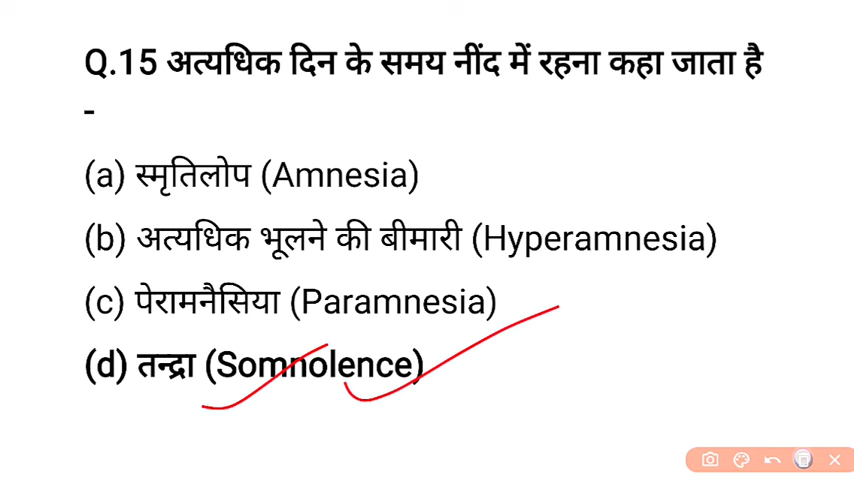 Q.15 अत्यधिक दिन के समय नींद में रहना कहा जाता है
-
(a) स्मृतिलोप (Amnesia)
(b) अत्यधिक भूलने की बीमारी (Hyperamnesia)
(c) पेरामनैसिया (Paramnesia)
(d) तन्द्रा (Somnolence)